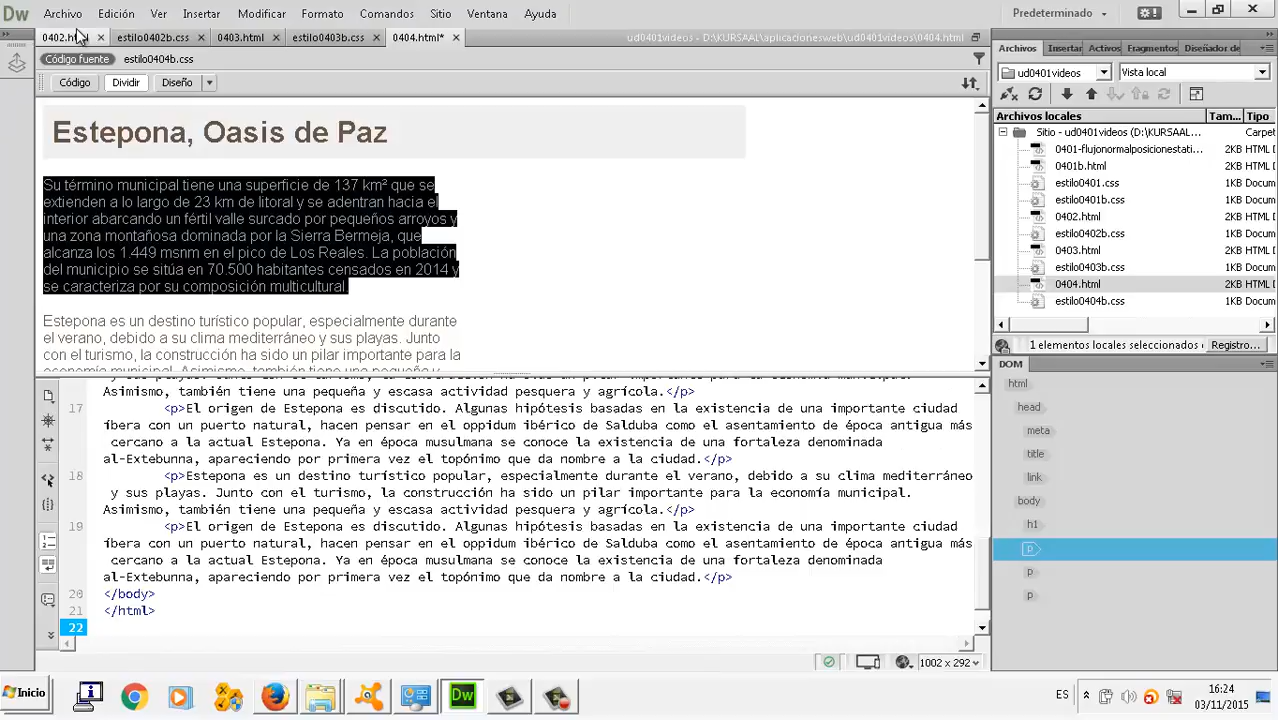 Dw Archivo Edición Ver Insertar Modificar Formato Comandos Sitio Ventana Ayuda Predeterminado
0402.html estilo0402b.css 0403.html estilo0403b.css 0404.html* ud0401videos - D:\KURSAAL\aplicacionesweb\ud0401videos\0404.html
Código fuente estilo0404b.css
Código Dividir Diseño
Estepona, Oasis de Paz
Su término municipal tiene una superficie de 137 km² que se
extienden a lo largo de 23 km de litoral y se adentran hacia el
interior abarcando un fértil valle surcado por pequeños arroyos y
una zona montañosa dominada por la Sierra Bermeja, que
alcanza los 1.449 msnm en el pico de Los Reales. La población
del municipio se sitúa en 70.500 habitantes censados en 2014 y
se caracteriza por su composición multicultural.
Estepona es un destino turístico popular, especialmente durante
el verano, debido a su clima mediterráneo y sus playas. Junto
con el turismo, la construcción ha sido un pilar importante para la
economía municipal. Asimismo, también tiene una pequeña y
Asimismo, también tiene una pequeña y escasa actividad pesquera y agrícola.</p>
17 <p>El origen de Estepona es discutido. Algunas hipótesis basadas en la existencia de una importante ciudad
íbera con un puerto natural, hacen pensar en el oppidum ibérico de Salduba como el asentamiento de época antigua más
cercano a la actual Estepona. Ya en época musulmana se conoce la existencia de una fortaleza denominada
al-Extebunna, apareciendo por primera vez el topónimo que da nombre a la ciudad.</p>
18 <p>Estepona es un destino turístico popular, especialmente durante el verano, debido a su clima mediterráneo
y sus playas. Junto con el turismo, la construcción ha sido un pilar importante para la economía municipal.
Asimismo, también tiene una pequeña y escasa actividad pesquera y agrícola.</p>
19 <p>El origen de Estepona es discutido. Algunas hipótesis basadas en la existencia de una importante ciudad
íbera con un puerto natural, hacen pensar en el oppidum ibérico de Salduba como el asentamiento de época antigua más
cercano a la actual Estepona. Ya en época musulmana se conoce la existencia de una fortaleza denominada
al-Extebunna, apareciendo por primera vez el topónimo que da nombre a la ciudad.</p>
20 </body>
21 </html>
22
1002 x 292
Archivos Insertar Activos Fragmentos Diseñador de
ud0401videos Vista local
Archivos locales Tam... Tipo
Sitio - ud0401videos (D:\KURSAAL... Carpet
0401-flujonormalposicionestati... 2KB HTML D
0401b.html 2KB HTML D
estilo0401.css 2KB Docum
estilo0401b.css 1KB Docum
0402.html 2KB HTML D
estilo0402b.css 1KB Docum
0403.html 2KB HTML D
estilo0403b.css 1KB Docum
0404.html 2KB HTML D
estilo0404b.css 1KB Docum
1 elementos locales seleccionados Registro...
DOM
html
head
meta
title
link
body
h1
p
p
p
Inicio Dw ES 16:24
03/11/2015